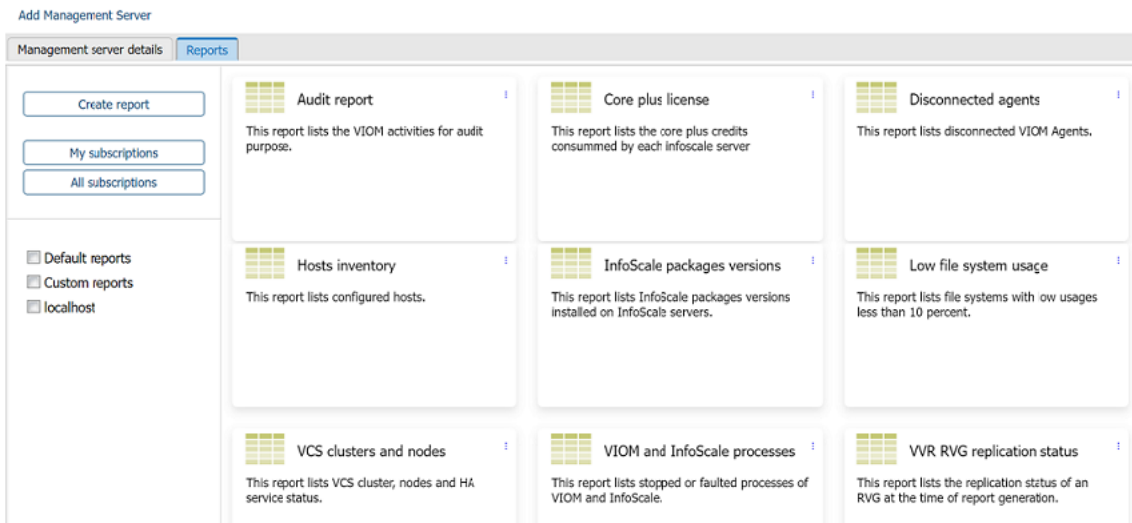 Add Management Server
Management server details
Reports
Create report
My subscriptions
All subscriptions
Default reports
Custom reports
localhost
Audit report
This report lists the VIOM activities for audit
purpose.
Core plus license
This report lists the core plus credits
consummed by each infoscale server
Disconnected agents
This report lists disconnected VIOM Agents.
Hosts inventory
This report lists configured hosts.
InfoScale packages versions
This report lists InfoScale packages versions
installed on InfoScale servers.
Low file system usage
This report lists file systems with low usages
less than 10 percent.
VCS clusters and nodes
This report lists VCS cluster, nodes and HA
service status.
VIOM and InfoScale processes
This report lists stopped or faulted processes of
VIOM and InfoScale.
VVR RVG replication status
This report lists the replication status of an
RVG at the time of report generation.